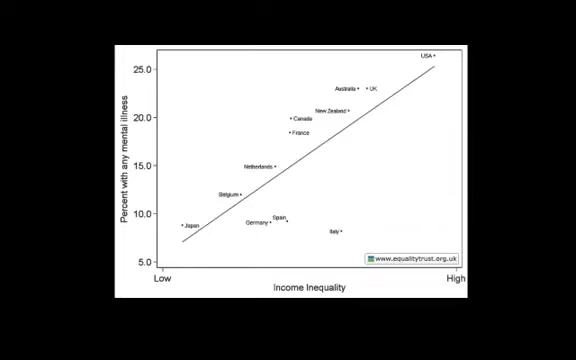 USA
25.0
Australia
UK
New Zealand
20.0
Canada
France
15.0
Netherlands
Belgium
10.0
Japan
Germany
Spain
Italy
5.0
www.equalitytrust.org.uk
Low
High
Income Inequality
Percent with any mental illness